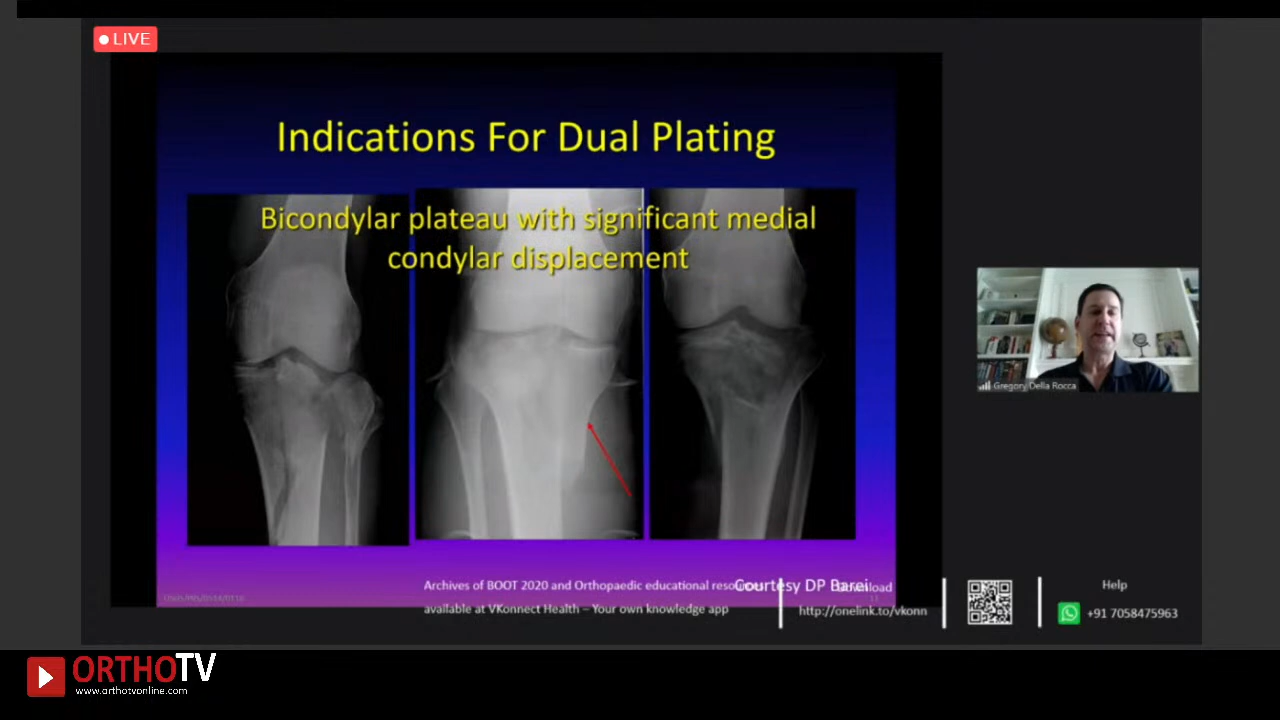 LIVE
Indications For Dual Plating
Bicondylar plateau with significant medial
condylar displacement
Gregory Della Rocca
Archives of BOOT 2020 and Orthopaedic educational
available at VKonnect Health – Your own knowledge app
Courtesy DP Barei
Download
http://onelink.to/vkonn
Help
+91 7058475963
11
ORTHOTV
www.orthotvonline.com